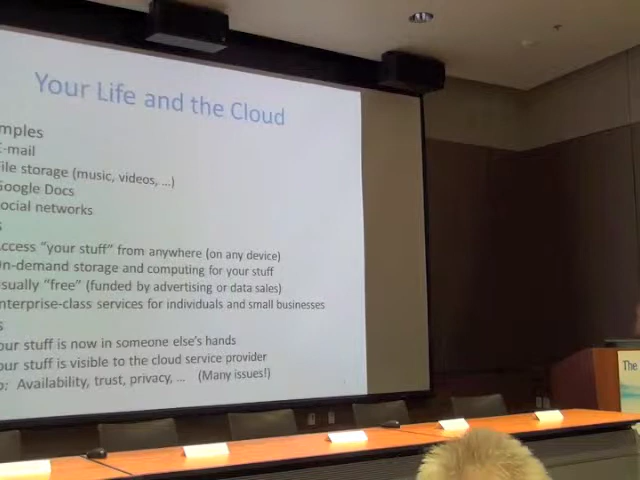 Your Life and the Cloud
mples
E-mail
ile storage (music, videos, ...)
Google Docs
ocial networks
s
ccess "your stuff" from anywhere (on any device)
n-demand storage and computing for your stuff
sually "free" (funded by advertising or data sales)
nterprise-class services for individuals and small businesses
s
our stuff is now in someone else's hands
our stuff is visible to the cloud service provider
o: Availability, trust, privacy, ... (Many issues!)
The